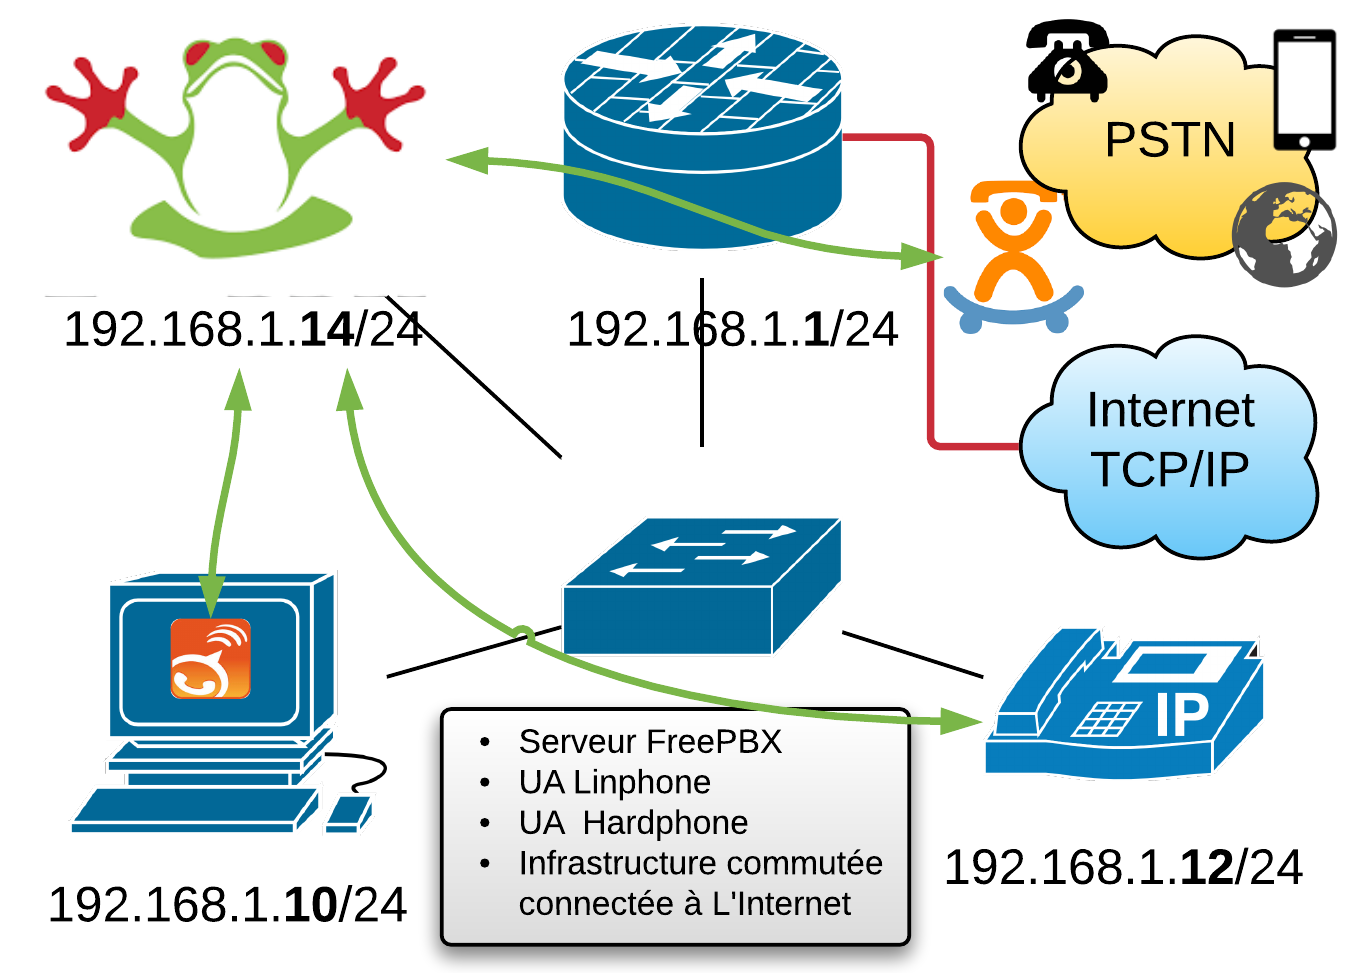 PSTN
192.168.1.14/24
192.168.1.1/24
Internet
TCP/IP
IP
• Serveur FreePBX
• UA Linphone
• UA  Hardphone
• Infrastructure commutée
connectée à L'Internet
192.168.1.10/24
192.168.1.12/24